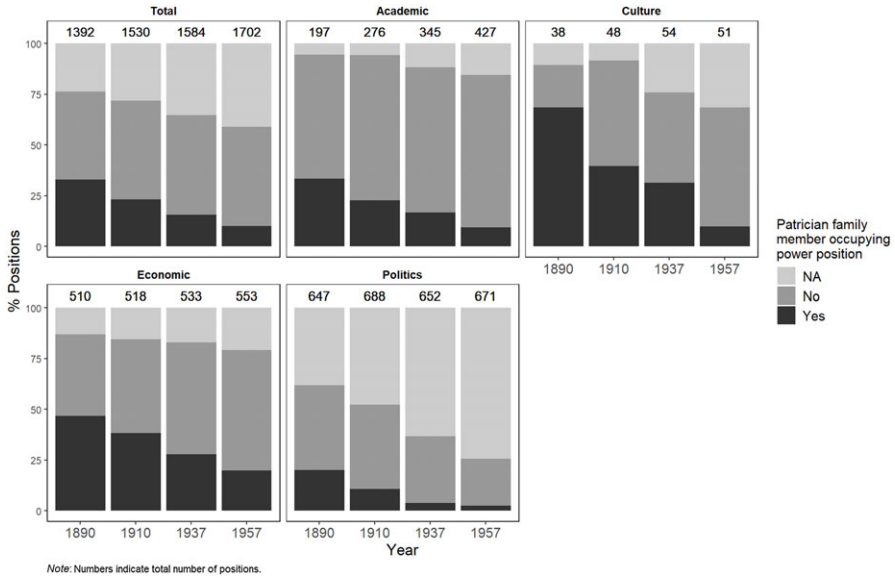 Total
Academic
Culture
1392 1530 1584 1702
197 276 345 427
38 48 54 51
100
75
50
25
0
1890 1910 1937 1957
Economic
Politics
510 518 533 553
647 688 652 671
100
75
50
25
0
1890 1910 1937 1957
1890 1910 1937 1957
% Positions
Year
Patrician family
member occupying
power position
NA
No
Yes
Note: Numbers indicate total number of positions.